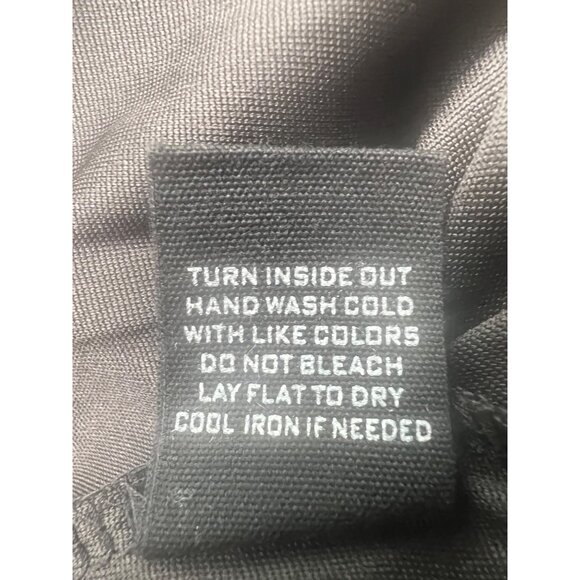 TURN INSIDE OUT
HAND WASH COLD
WITH LIKE COLORS
DO NOT BLEACH
LAY FLAT TO DRY
COOL IRON IF NEEDED